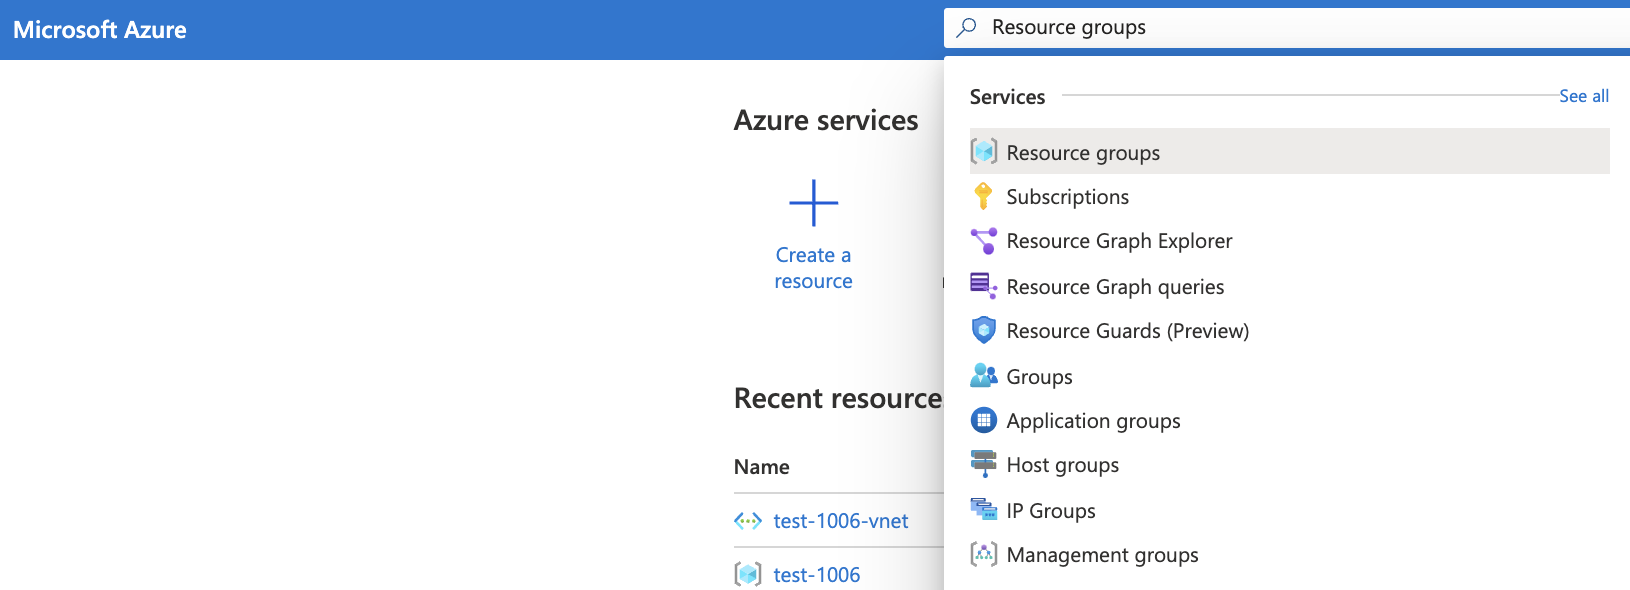 Microsoft Azure
Resource groups
Azure services
Create a
resource
Recent resource
Name
test-1006-vnet
test-1006
Services
See all
Resource groups
Subscriptions
Resource Graph Explorer
Resource Graph queries
Resource Guards (Preview)
Groups
Application groups
Host groups
IP Groups
Management groups